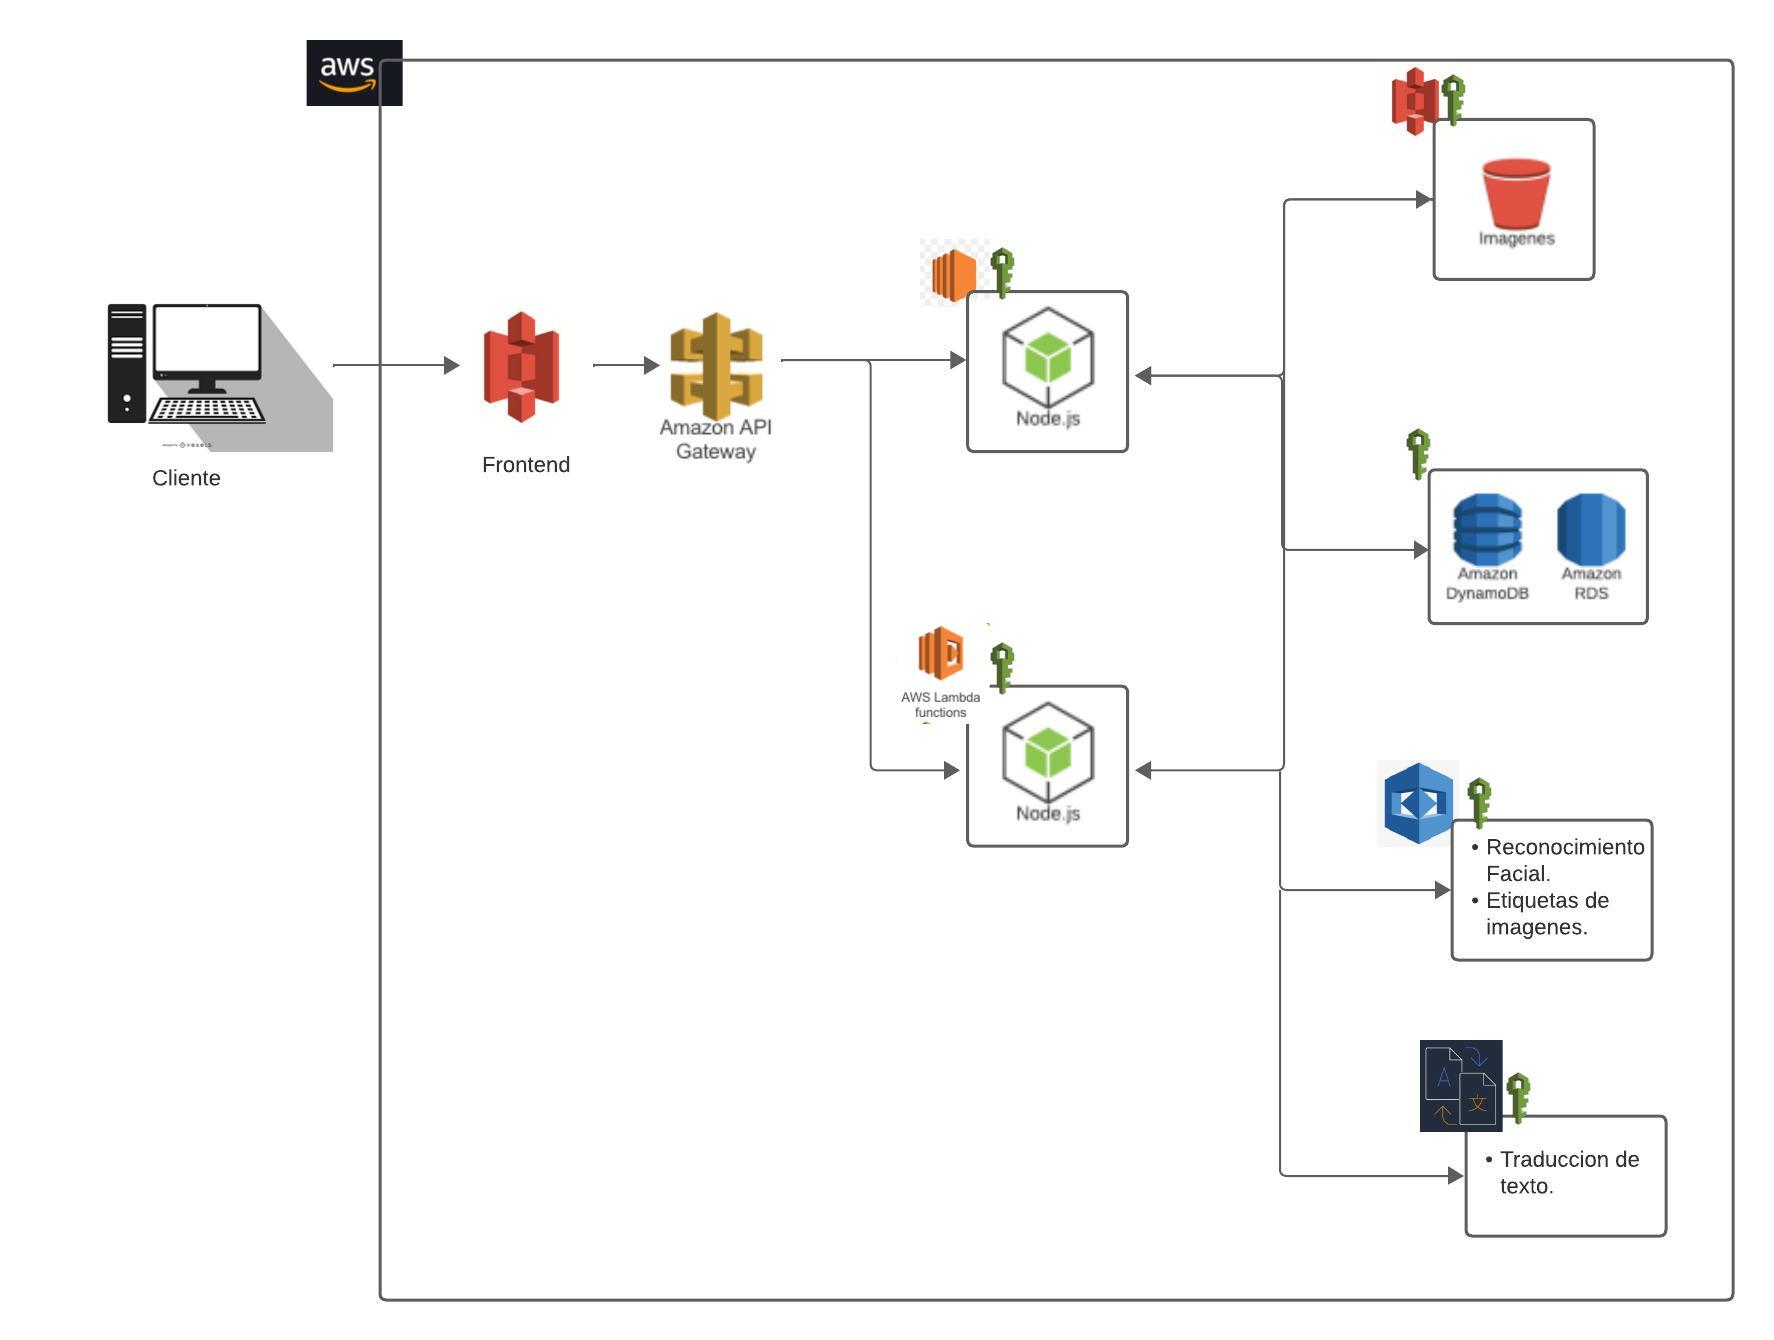 aws
Imagenes
Node.js
Amazon API
Gateway
Frontend
vexels
Cliente
Amazon
DynamoDB
Amazon
RDS
AWS Lambda
functions
Node.js
• Reconocimiento
Facial.
• Etiquetas de
imagenes.
A
文
• Traduccion de
texto.